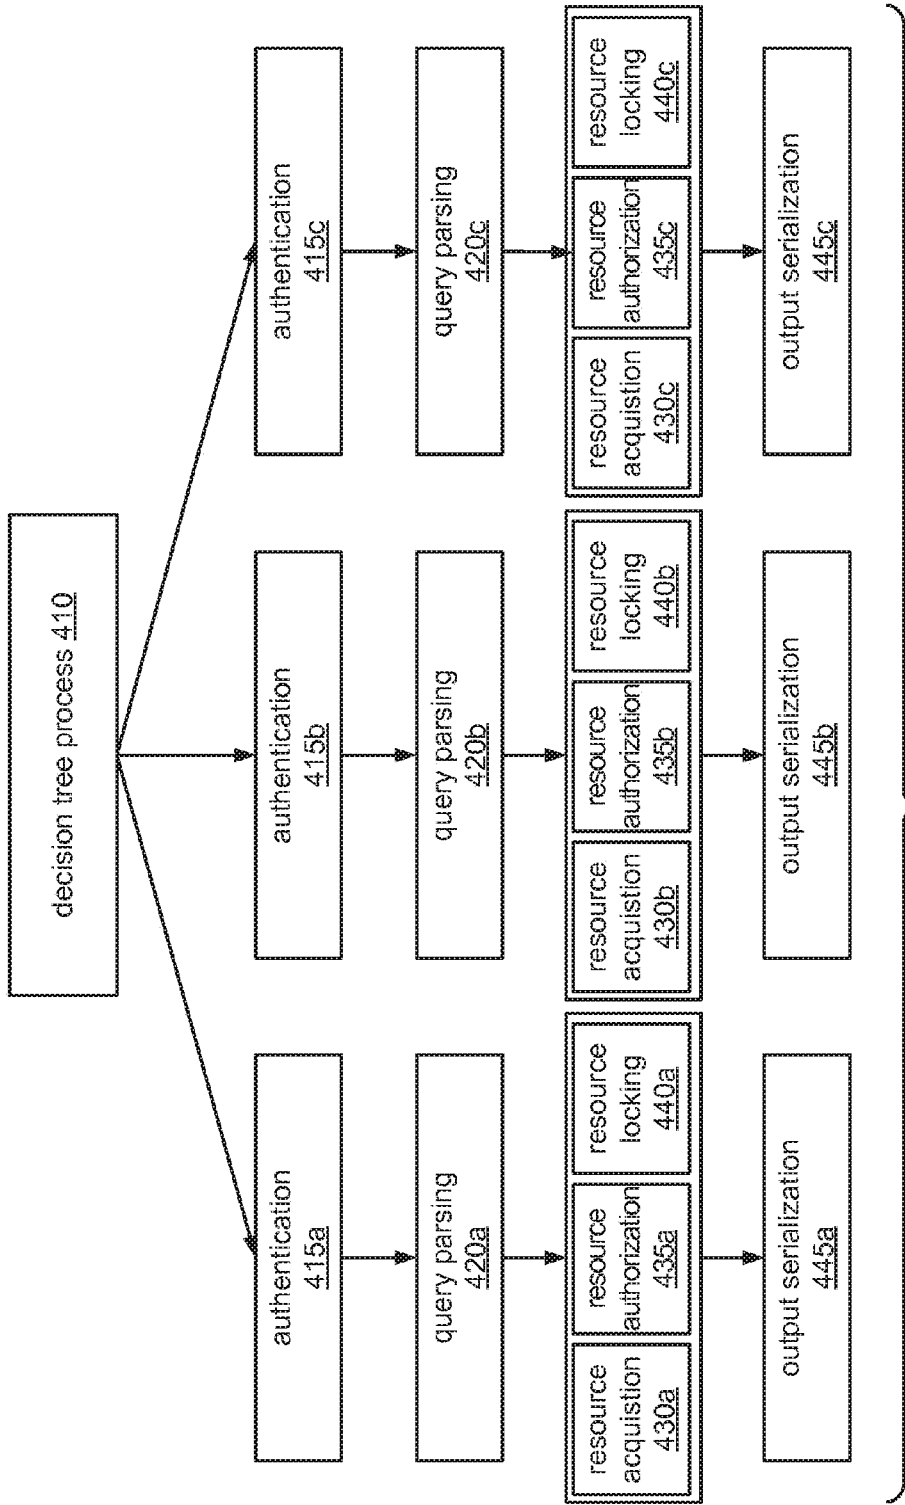 decision tree process 410
authentication
415a
authentication
415b
authentication
415c
query parsing
420a
query parsing
420b
query parsing
420c
resource
acquistion
430a
resource
authorization
435a
resource
locking
440a
resource
acquistion
430b
resource
authorization
435b
resource
locking
440b
resource
acquistion
430c
resource
authorization
435c
resource
locking
440c
output serialization
445a
output serialization
445b
output serialization
445c